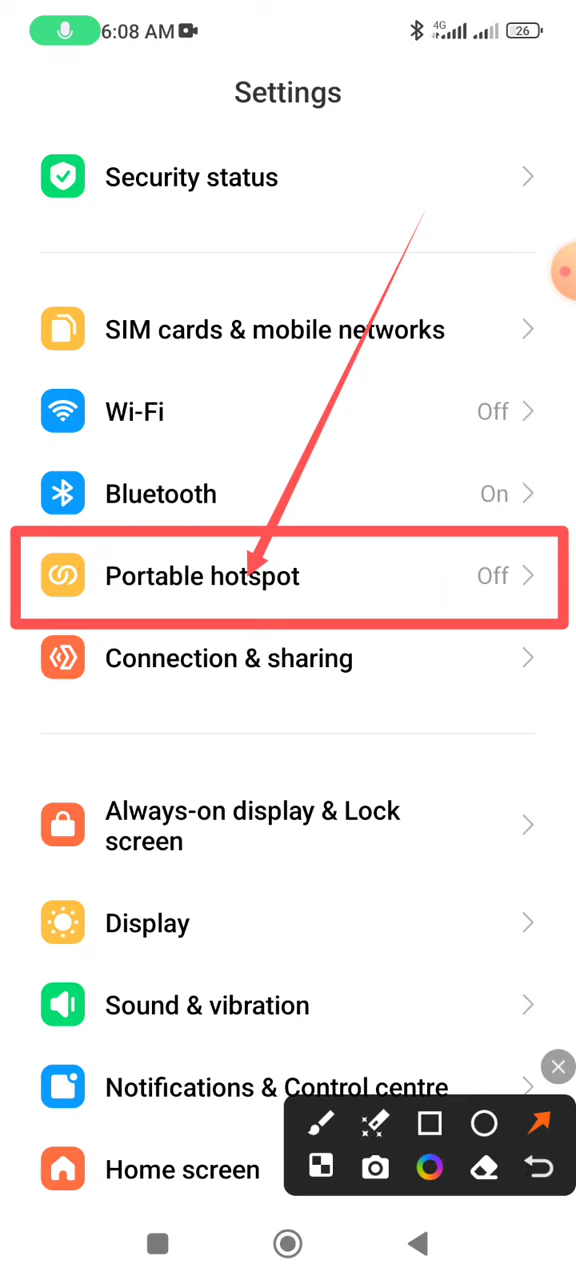 6:08 AM
4G
26
Settings
Security status
SIM cards & mobile networks
Wi-Fi Off
Bluetooth On
Portable hotspot Off
Connection & sharing
Always-on display & Lock
screen
Display
Sound & vibration
Notifications & Control centre
Home screen